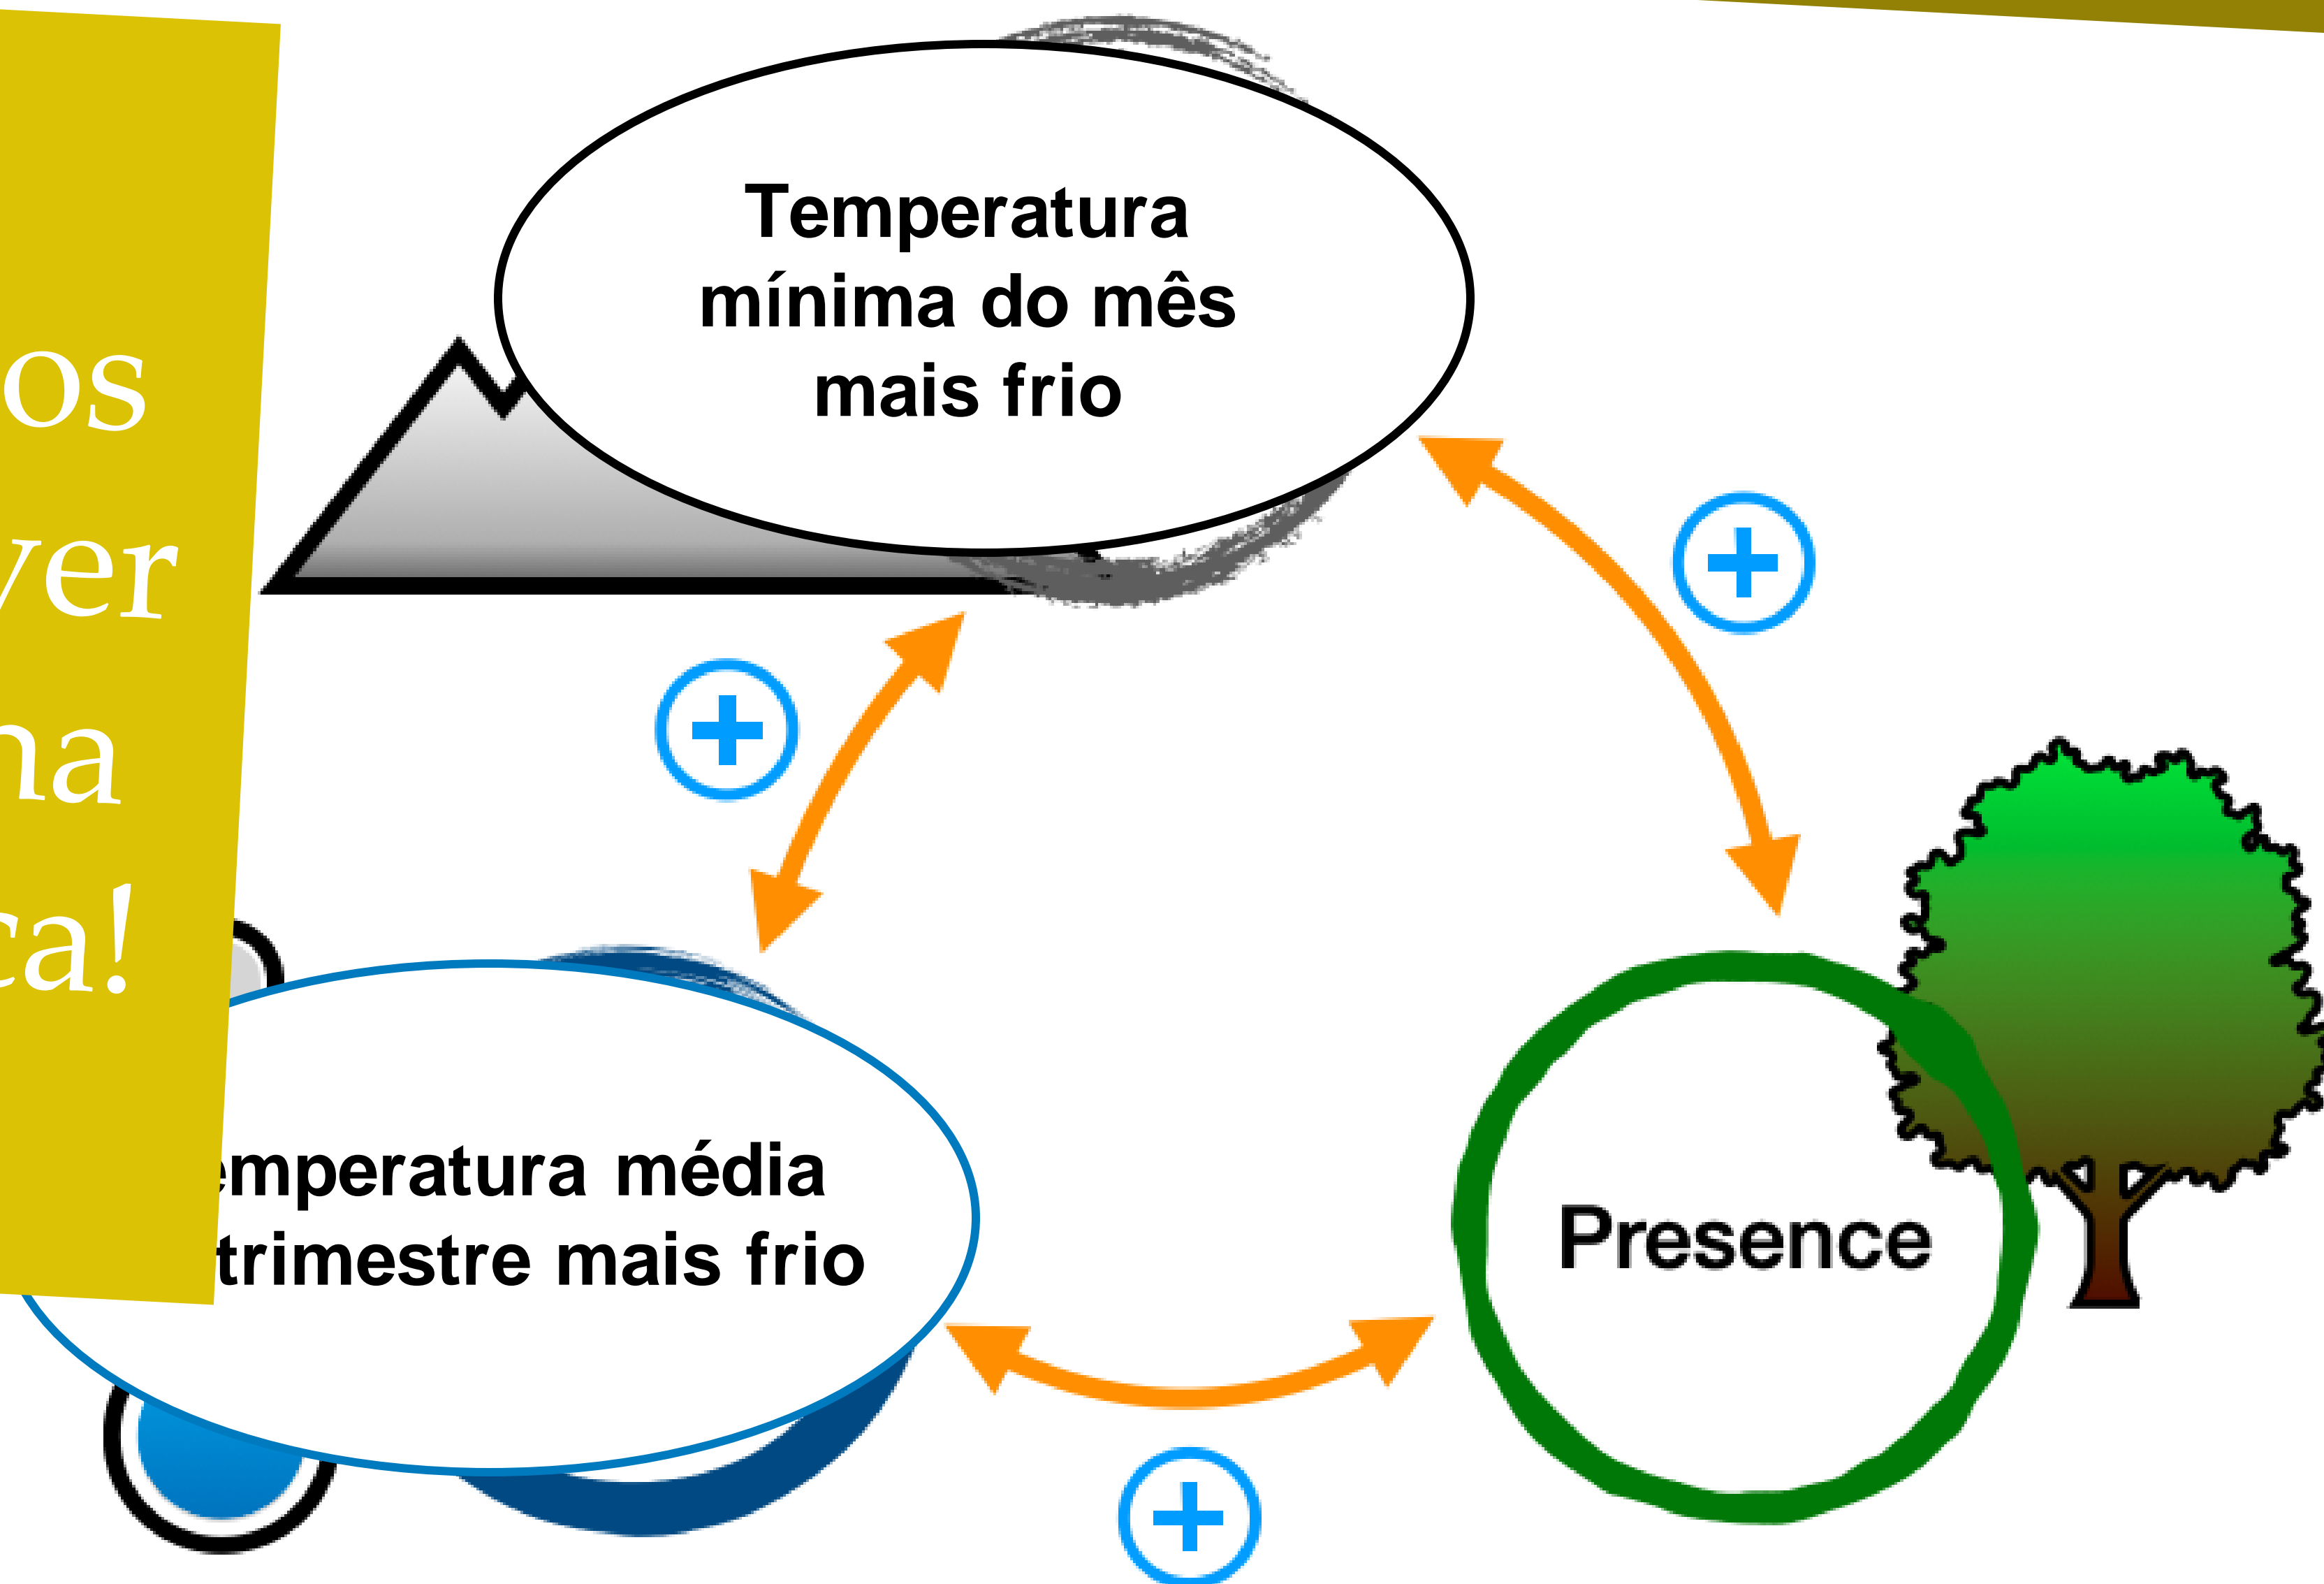 Temperatura
mínima do mês
mais frio
os
ver
na
ca!
emperatura média
trimestre mais frio
Presence